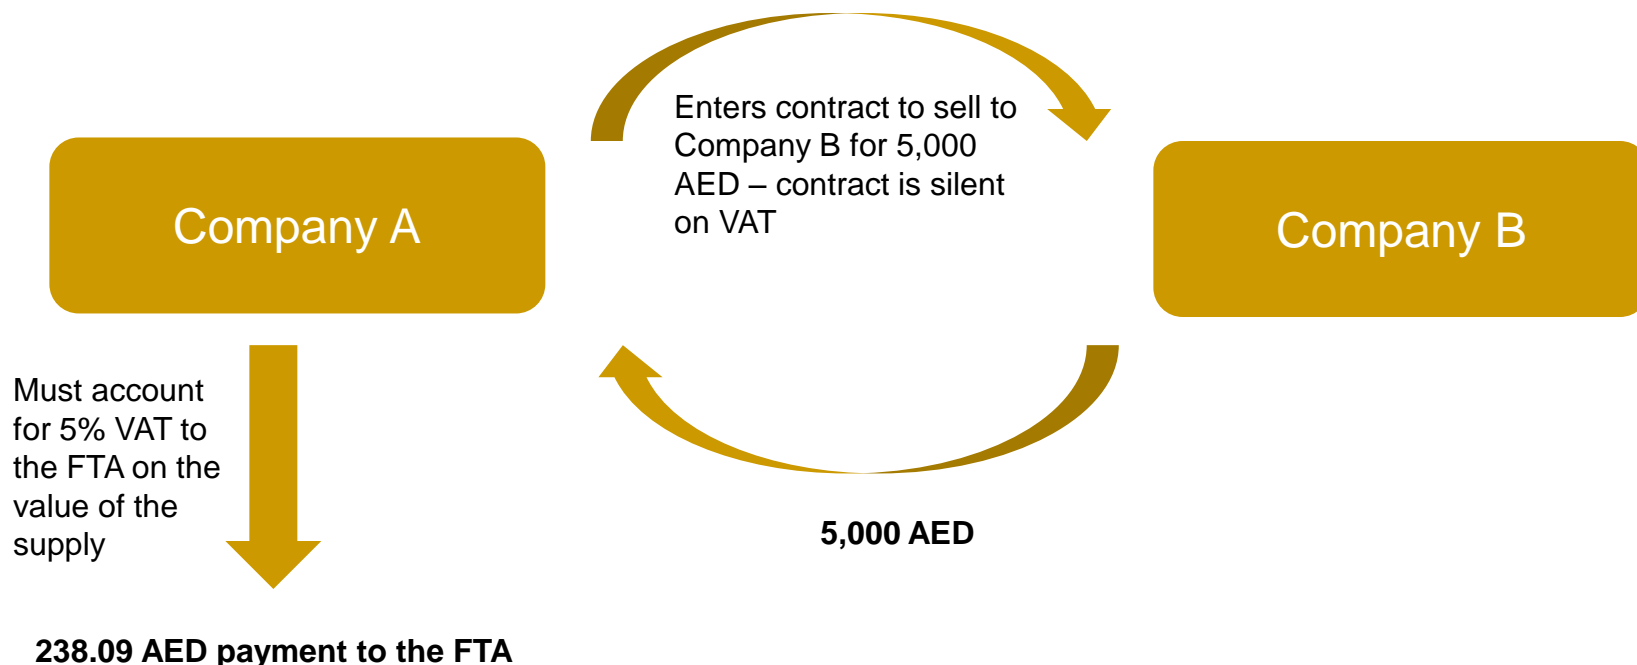 Enters contract to sell to
Company B for 5,000
AED – contract is silent
on VAT
Company A
Company B
Must account
for 5% VAT to
the FTA on the
value of the
supply
5,000 AED
238.09 AED payment to the FTA